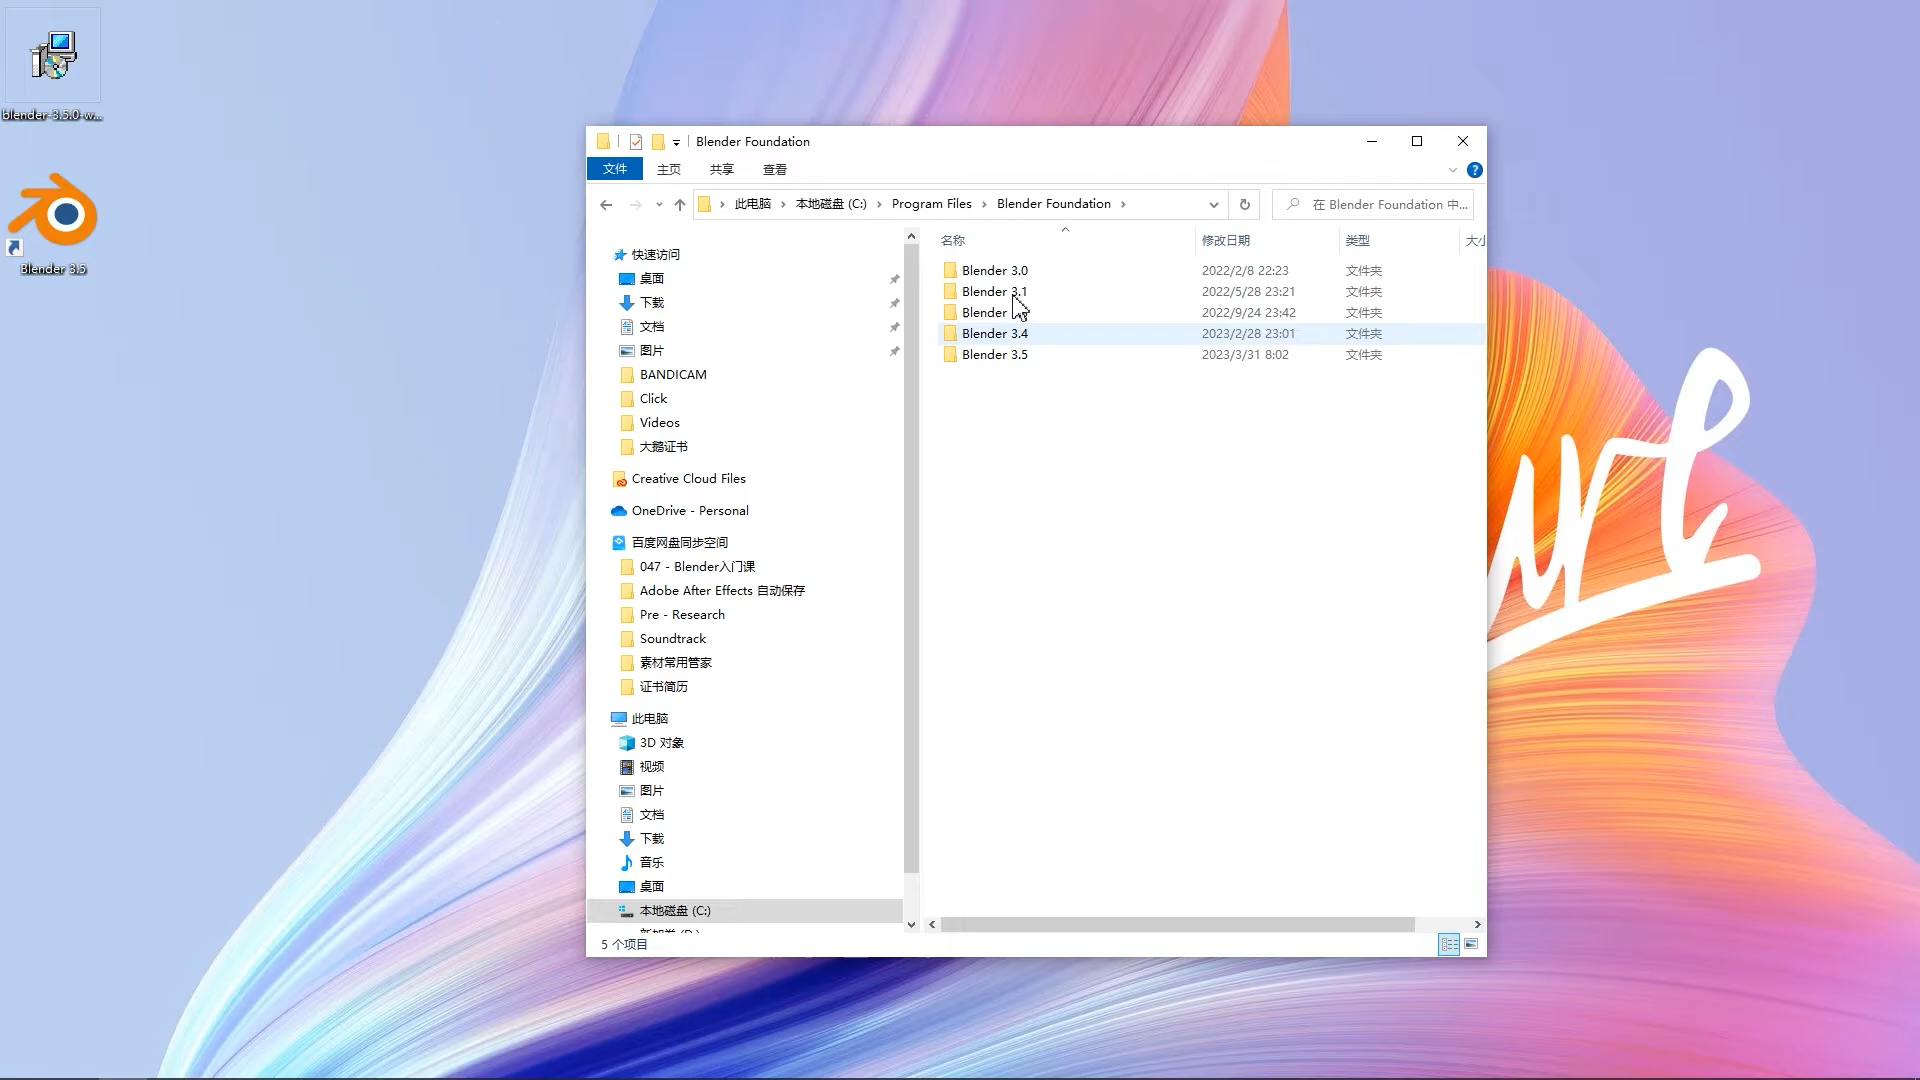 blender-3.5.0-w...
Blender 3.5
Blender Foundation
文件 主页 共享 查看
此电脑 本地磁盘 (C:) Program Files Blender Foundation
在 Blender Foundation 中...
名称 修改日期 类型 大小
Blender 3.0 2022/2/8 22:23 文件夹
Blender 3.1 2022/5/28 23:21 文件夹
Blender 2022/9/24 23:42 文件夹
Blender 3.4 2023/2/28 23:01 文件夹
Blender 3.5 2023/3/31 8:02 文件夹
快速访问
桌面
下载
文档
图片
BANDICAM
Click
Videos
大鹅证书
Creative Cloud Files
OneDrive - Personal
百度网盘同步空间
047 - Blender入门课
Adobe After Effects 自动保存
Pre - Research
Soundtrack
素材常用管家
证书简历
此电脑
3D 对象
视频
图片
文档
下载
音乐
桌面
本地磁盘 (C:)
5 个项目